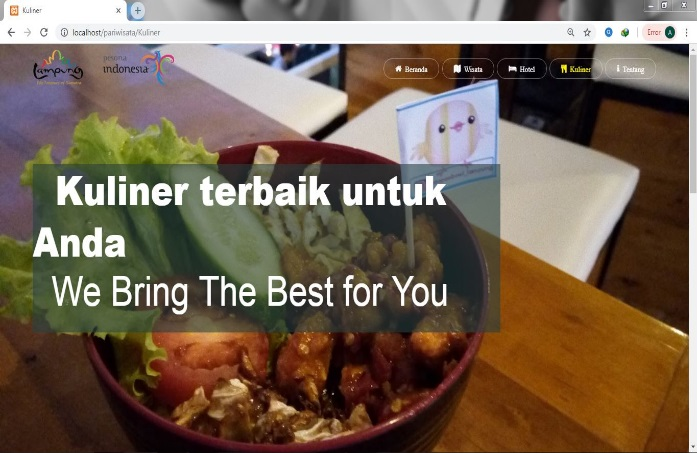 Kuliner
localhost/pariwisata/Kuliner
Error
A
Lampung
pesona
indonesia
Beranda
Wisata
Hotel
Kuliner
Tentang
Kuliner terbaik untuk
Anda
We Bring The Best for You